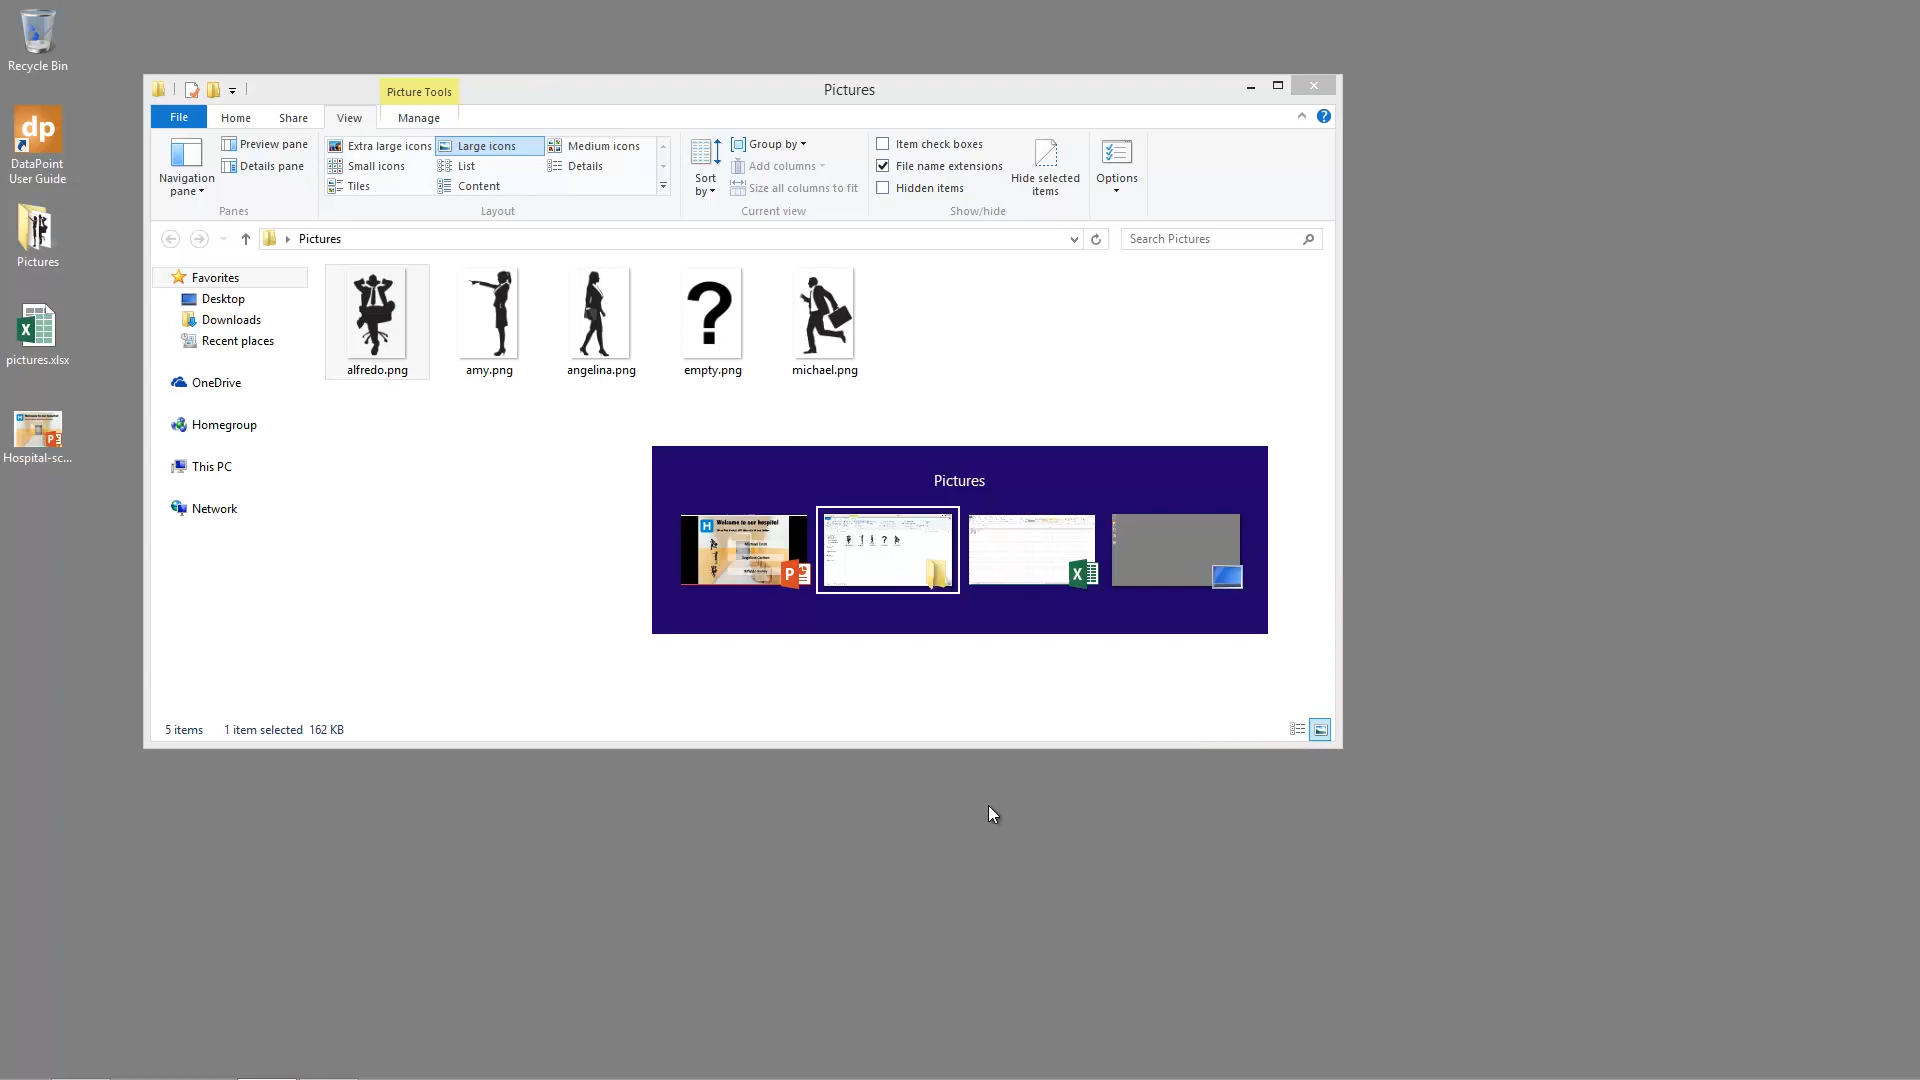 Recycle Bin
dp
DataPoint
User Guide
Pictures
X
pictures.xlsx
P
Hospital-sc...
Picture Tools
Pictures
File
Home
Share
View
Manage
?
Navigation
pane
Preview pane
Details pane
Panes
Extra large icons
Large icons
Medium icons
Small icons
List
Details
Tiles
Content
Layout
Sort
by
Group by
Add columns
Size all columns to fit
Current view
Item check boxes
File name extensions
Hidden items
Hide selected
items
Show/hide
Options
Pictures
Search Pictures
Favorites
Desktop
Downloads
Recent places
OneDrive
Homegroup
This PC
Network
?
alfredo.png
amy.png
angelina.png
empty.png
michael.png
Pictures
H
Welcome to our hospital
P
X
5 items
1 item selected 162 KB